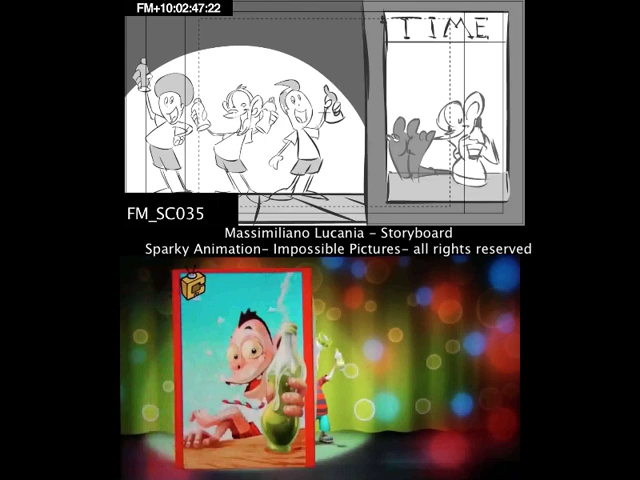 FM+10:02:47:22
TIME
FM_SC035
Massimiliano Lucania - Storyboard
Sparky Animation- Impossible Pictures- all rights reserved